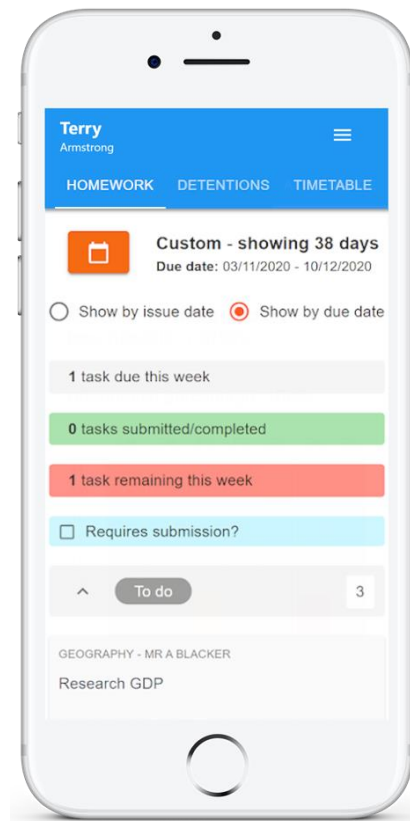 Terry
Armstrong
HOMEWORK DETENTIONS TIMETABLE
Custom - showing 38 days
Due date: 03/11/2020 - 10/12/2020
Show by issue date Show by due date
1 task due this week
0 tasks submitted/completed
1 task remaining this week
Requires submission?
To do 3
GEOGRAPHY - MR A BLACKER
Research GDP